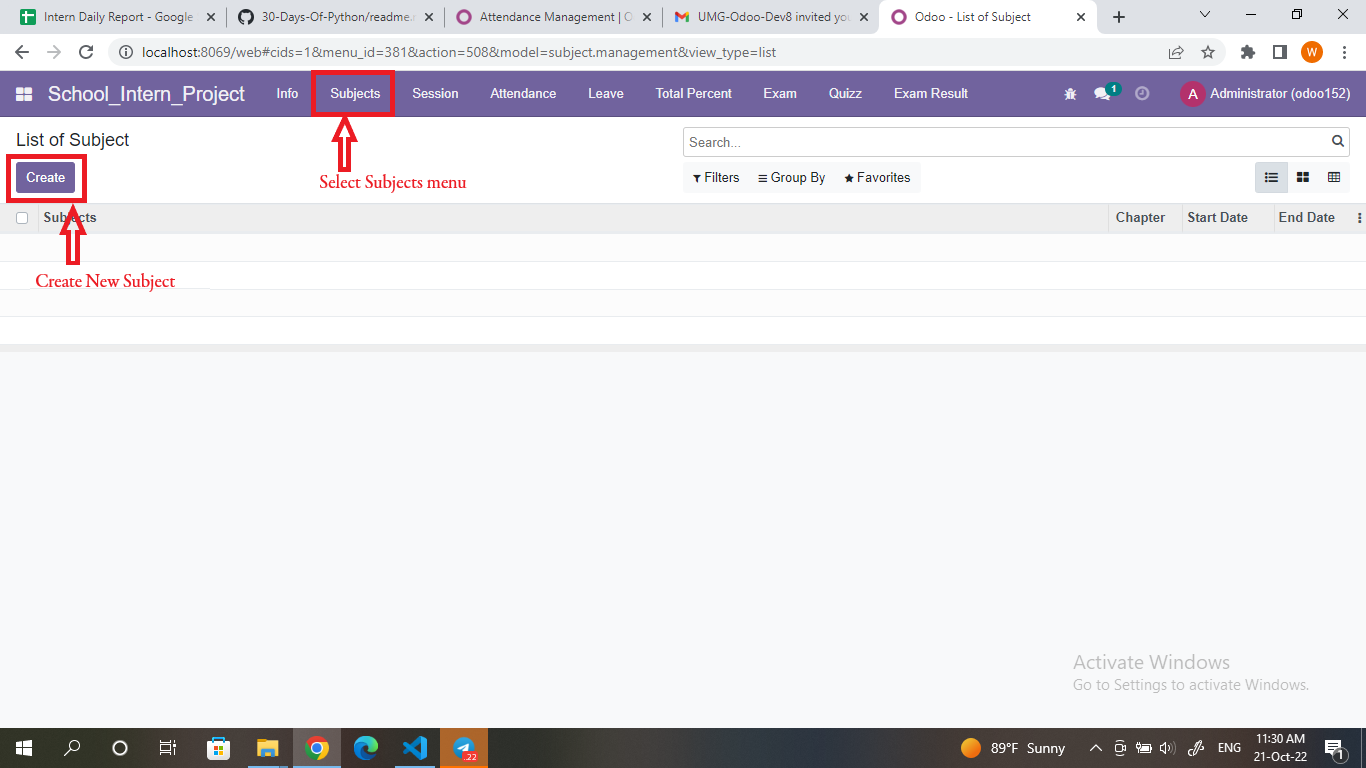 Intern Daily Report - Google
30-Days-Of-Python/readme.
Attendance Management | O
UMG-Odoo-Dev8 invited you
Odoo - List of Subject
localhost:8069/web#cids=1&menu_id=381&action=508&model=subject.management&view_type=list
W
School_Intern_Project
Info
Subjects
Session
Attendance
Leave
Total Percent
Exam
Quizz
Exam Result
1
A
Administrator (odoo152)
List of Subject
Search...
Create
Select Subjects menu
Filters
Group By
Favorites
Subjects
Chapter
Start Date
End Date
Create New Subject
Activate Windows
Go to Settings to activate Windows.
.22
89°F Sunny
ENG
11:30 AM
21-Oct-22
1